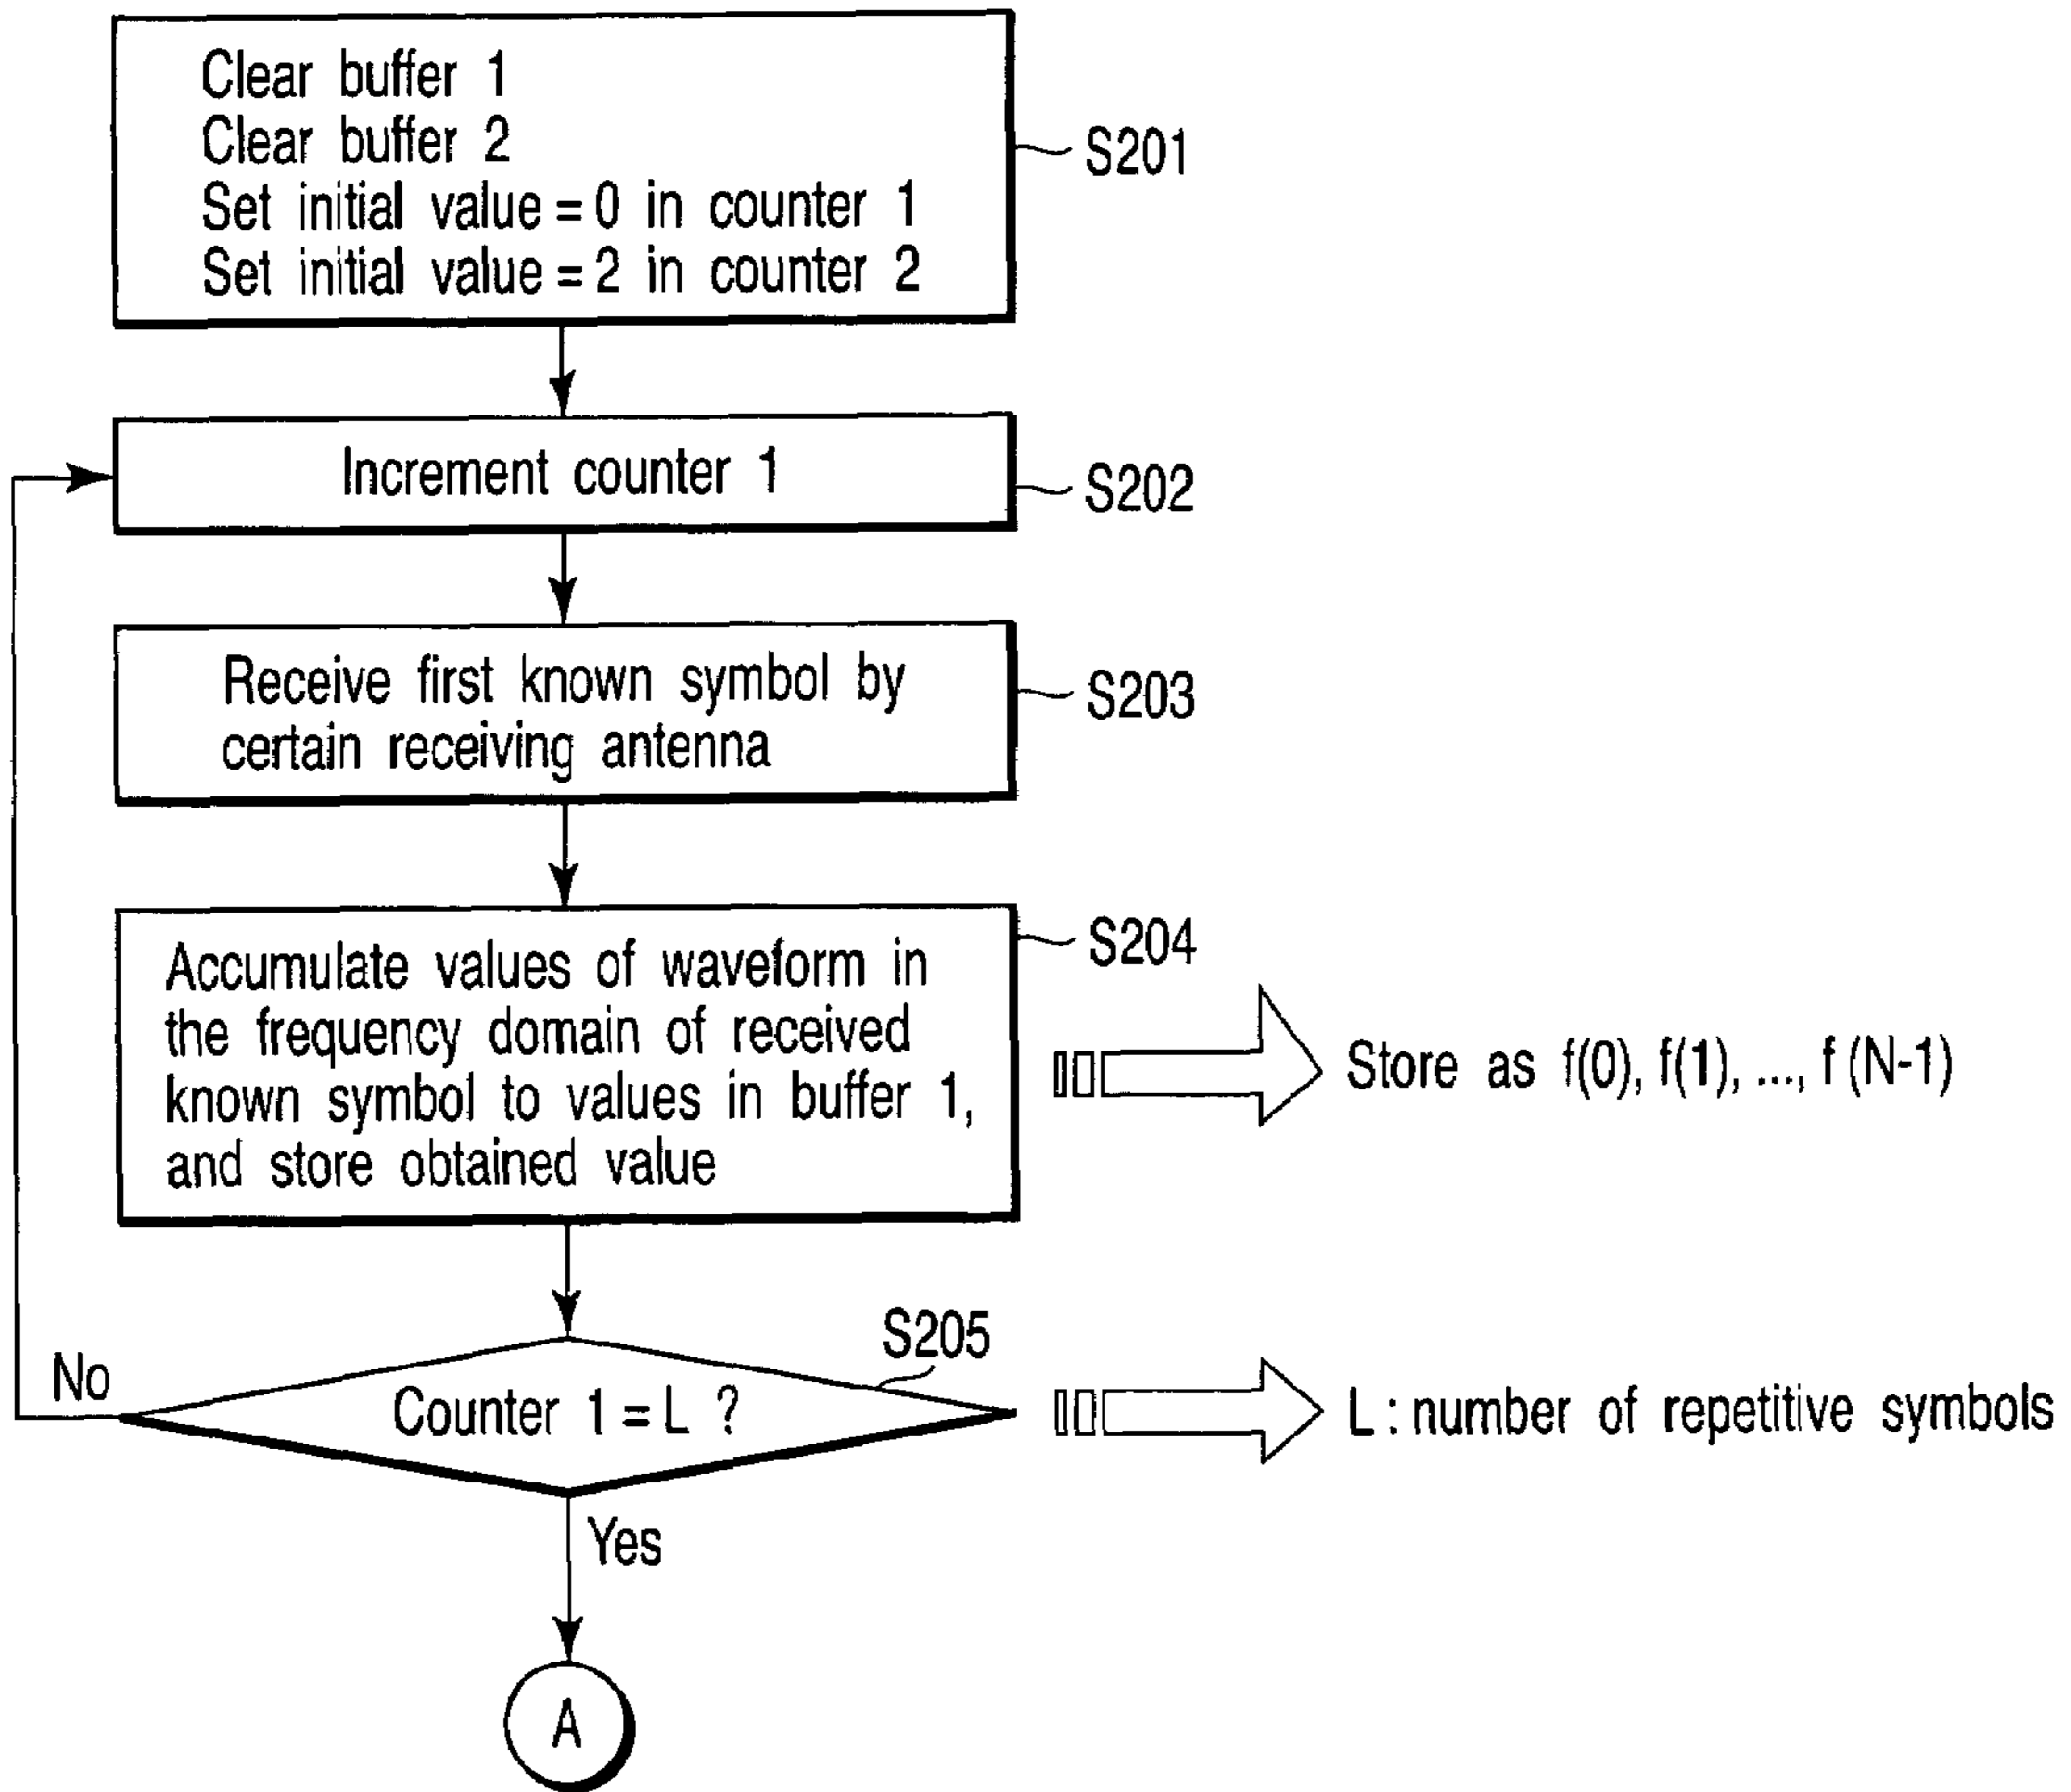 Clear buffer 1
Clear buffer 2
Set initial value = 0 in counter 1
Set initial value = 2 in counter 2
S201
Increment counter 1
S202
Receive first known symbol by
certain receiving antenna
S203
Accumulate values of waveform in
the frequency domain of received
known symbol to values in buffer 1,
and store obtained value
S204
Store as f(0), f(1), ..., f (N-1)
S205
No
Counter 1 = L ?
L : number of repetitive symbols
Yes
A